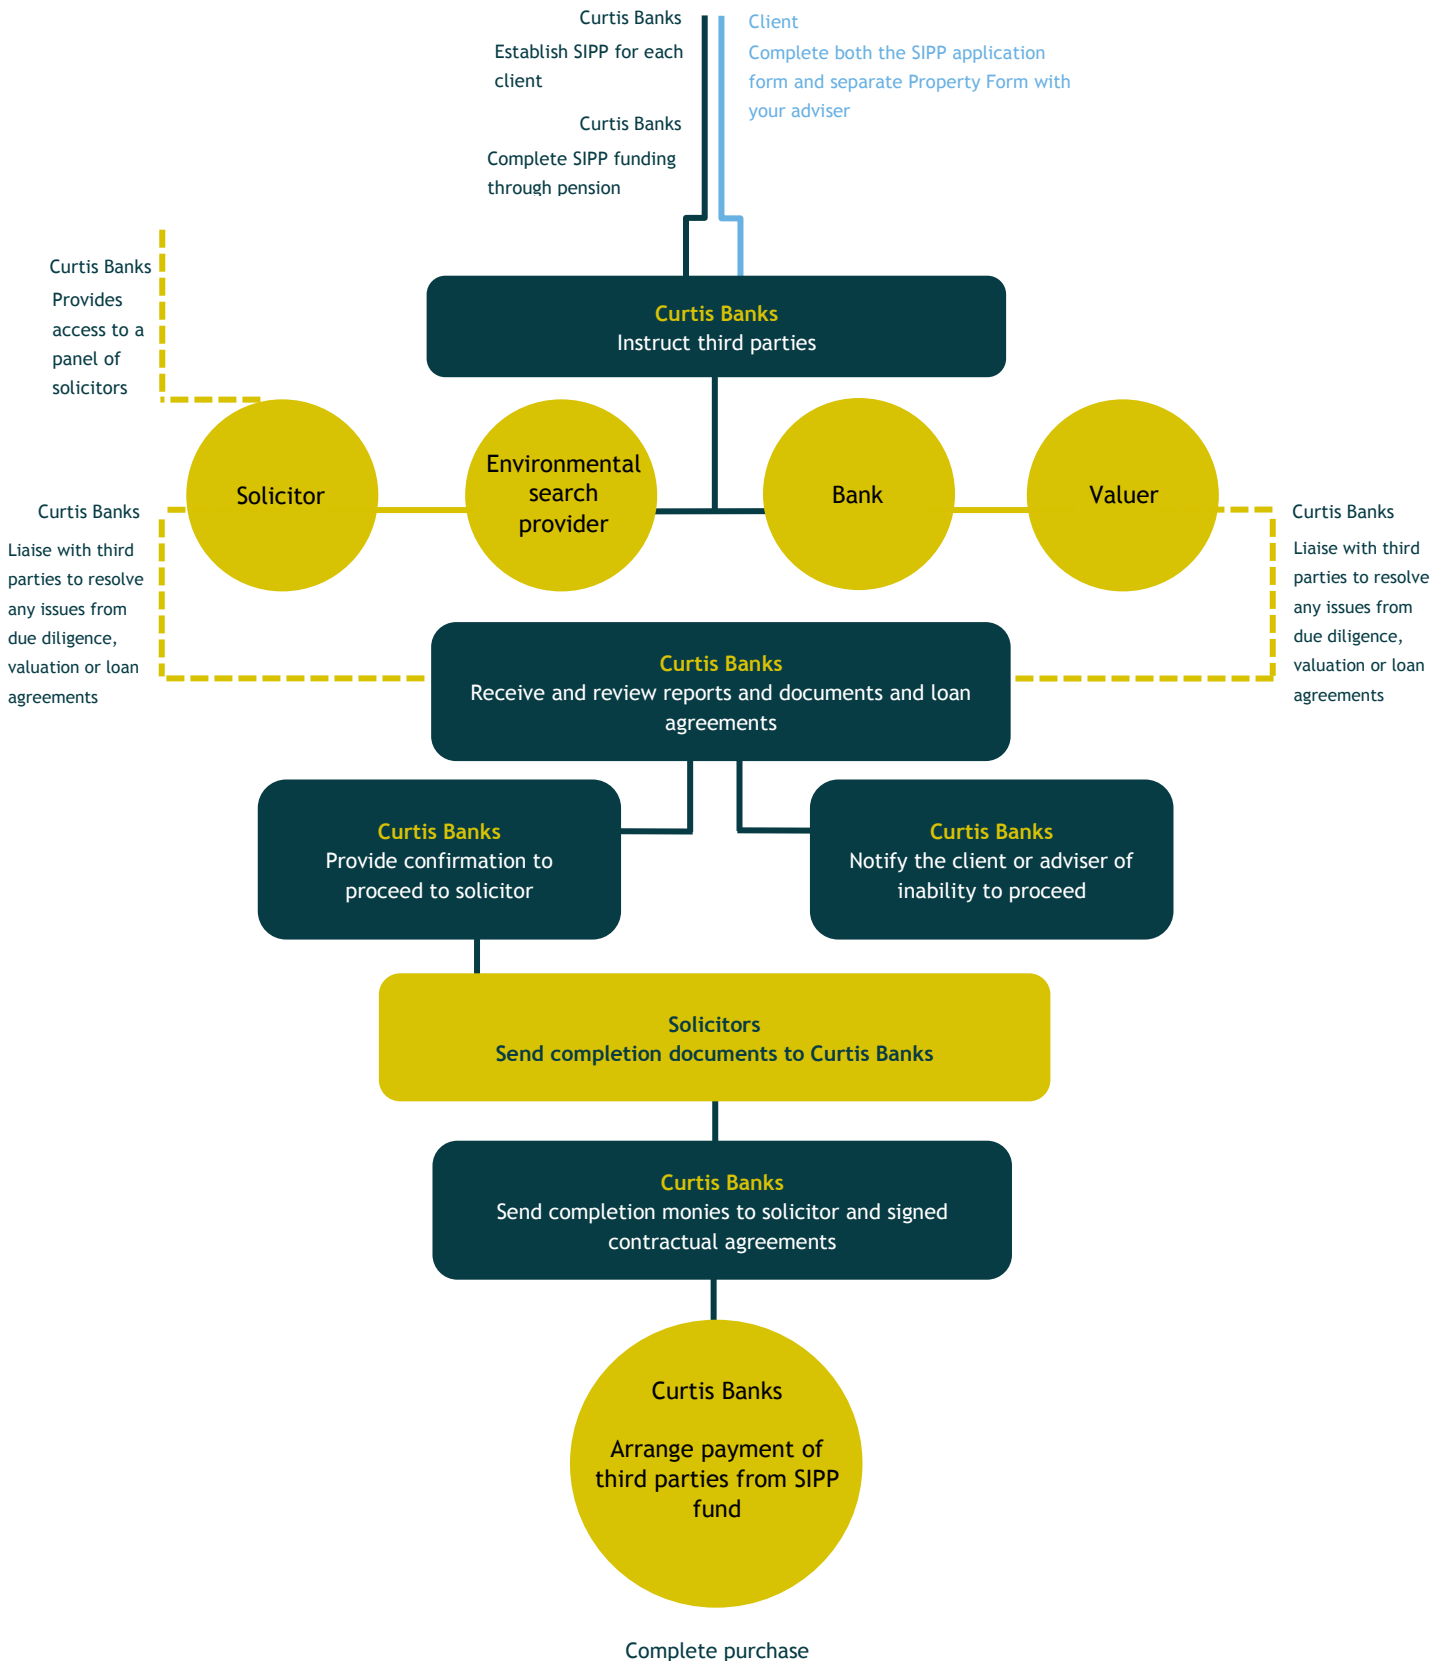 Curtis Banks
Establish SIPP for each
client
Curtis Banks
Complete SIPP funding
through pension
Client
Complete both the SIPP application
form and separate Property Form with
your adviser
Curtis Banks
Provides
access to a
panel of
solicitors
Curtis Banks
Instruct third parties
Solicitor
Environmental
search
provider
Bank
Valuer
Curtis Banks
Liaise with third
parties to resolve
any issues from
due diligence,
valuation or loan
agreements
Curtis Banks
Liaise with third
parties to resolve
any issues from
due diligence,
valuation or loan
agreements
Curtis Banks
Receive and review reports and documents and loan
agreements
Curtis Banks
Provide confirmation to
proceed to solicitor
Curtis Banks
Notify the client or adviser of
inability to proceed
Solicitors
Send completion documents to Curtis Banks
Curtis Banks
Send completion monies to solicitor and signed
contractual agreements
Curtis Banks
Arrange payment of
third parties from SIPP
fund
Complete purchase